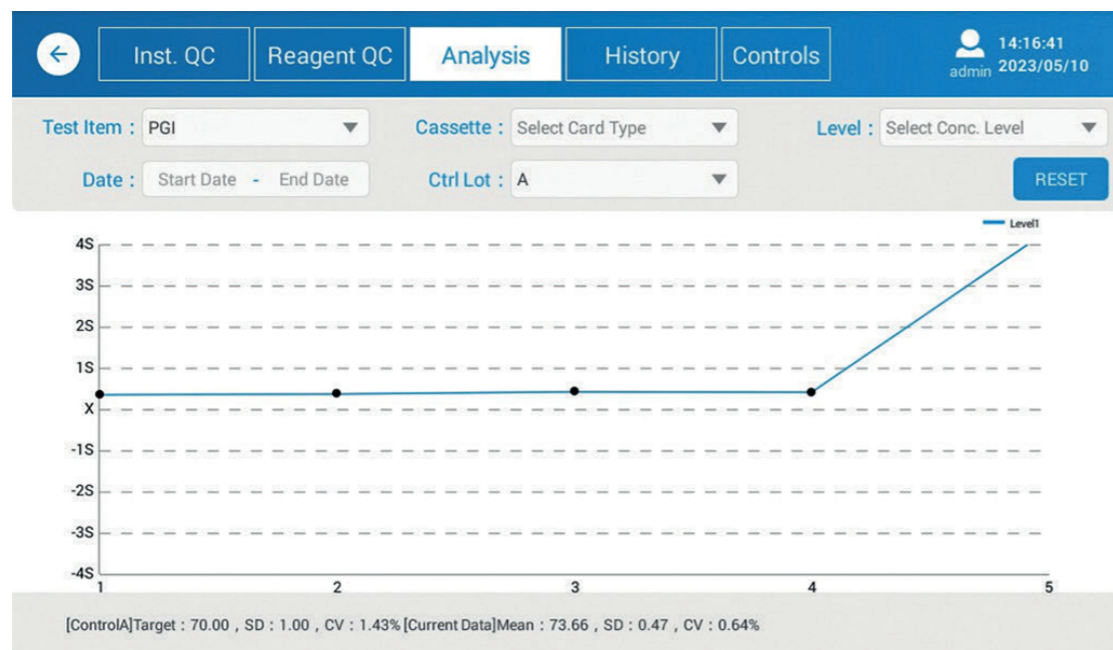 Inst. QC Reagent QC Analysis History Controls 14:16:41
admin 2023/05/10
Test Item : PGI Cassette : Select Card Type Level : Select Conc. Level
Date : Start Date - End Date Ctrl Lot : A RESET
Level1
4S
3S
2S
1S
X
-1S
-2S
-3S
-4S
1 2 3 4 5
[ControlA]Target : 70.00 , SD : 1.00 , CV : 1.43% [Current Data]Mean : 73.66 , SD : 0.47 , CV : 0.64%